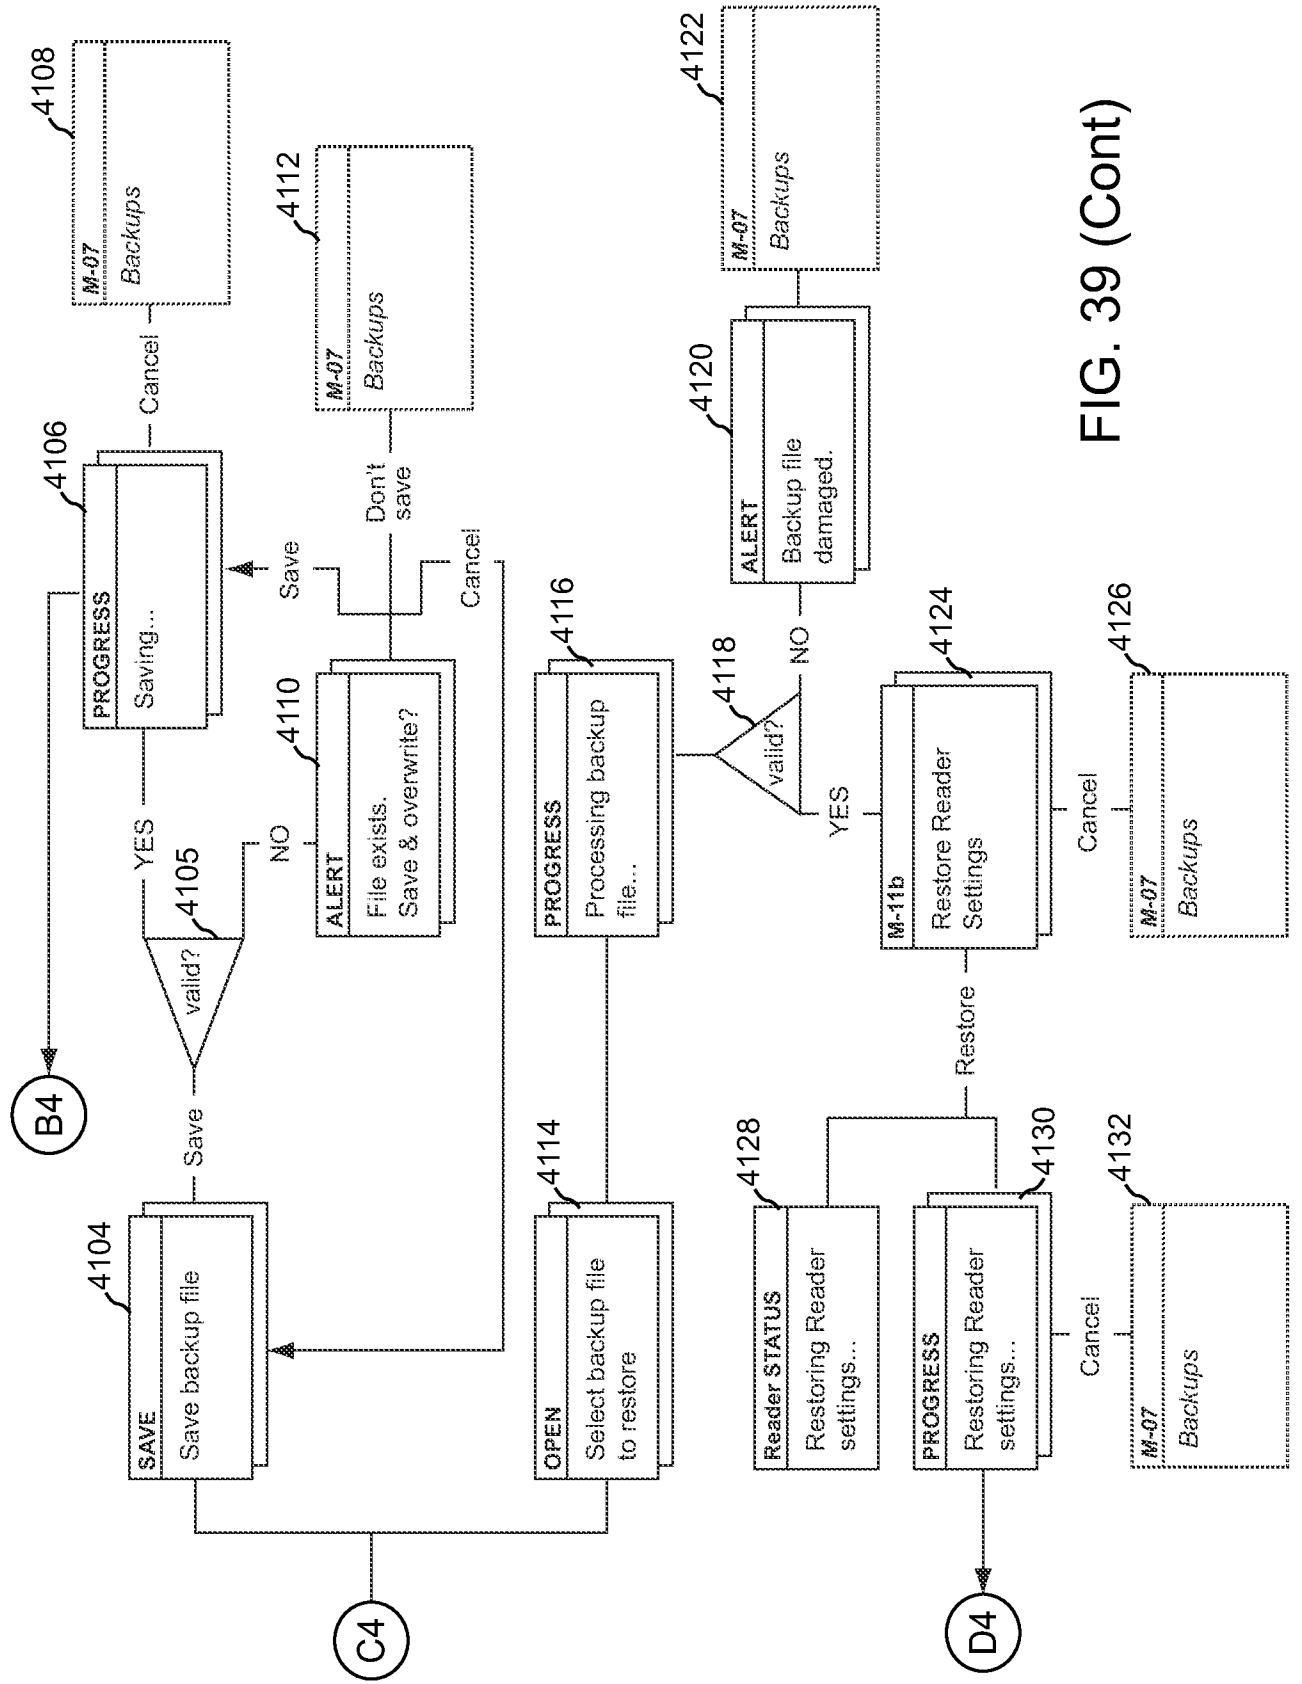 B4
4104
SAVE
Save backup file
Save
valid?
4105
YES
NO
4106
PROGRESS
Saving...
Cancel
4108
M-07
Backups
4110
ALERT
File exists.
Save & overwrite?
Save
Don't
save
Cancel
4112
M-07
Backups
C4
4114
OPEN
Select backup file
to restore
4116
PROGRESS
Processing backup
file...
4118
valid?
NO
YES
4120
ALERT
Backup file
damaged.
4122
M-07
Backups
4124
M-11b
Restore Reader
Settings
Cancel
4126
M-07
Backups
Restore
4128
Reader STATUS
Restoring Reader
settings...
4130
PROGRESS
Restoring Reader
settings...
D4
Cancel
4132
M-07
Backups
FIG. 39 (Cont)